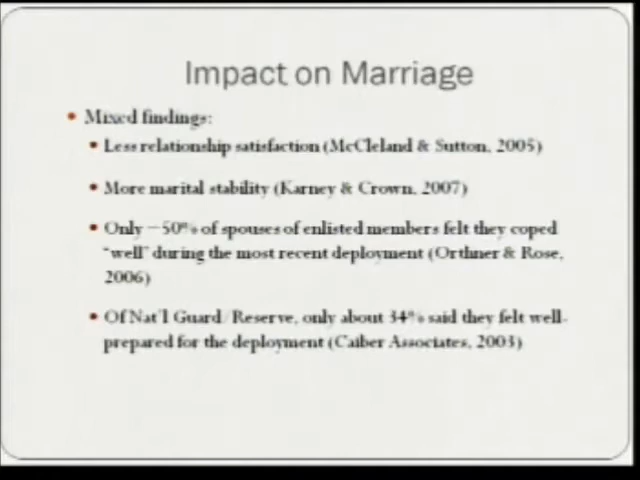 Impact on Marriage
Mixed findings:
Less relationship satisfaction (McCleland & Sutton, 2005)
More marital stability (Karney & Crown, 2007)
Only ~50% of spouses of enlisted members felt they coped
"well" during the most recent deployment (Orthner & Rose,
2006)
Of Nat'l Guard/Reserve, only about 34% said they felt well-
prepared for the deployment (Caiber Associates, 2003)